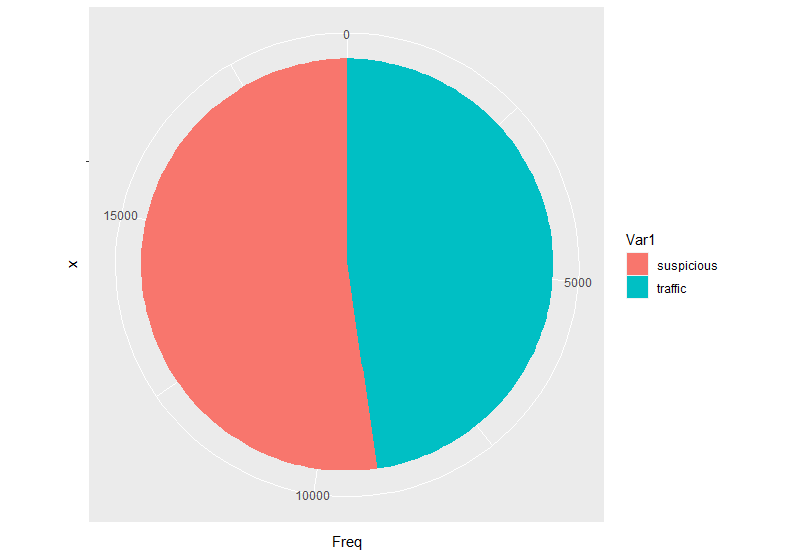 0
15000
x
5000
10000
Freq
Var1
suspicious
traffic